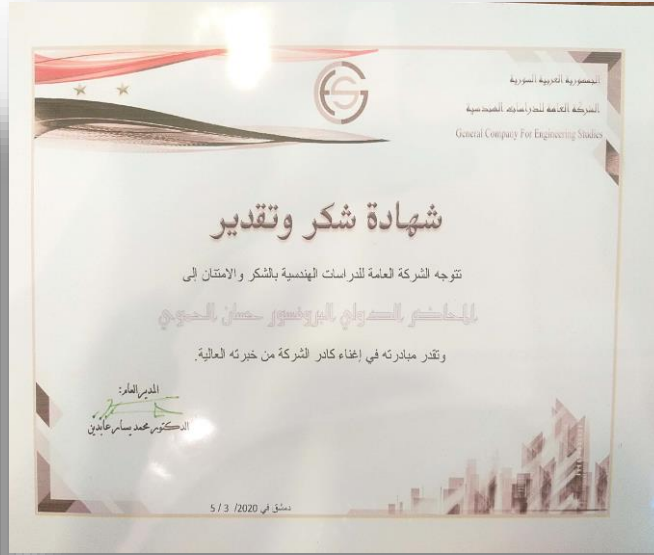 الجمهورية العربية السورية
الشركة العامة للدراسات الهندسية
General Company For Engineering Studies
شهادة شكر وتقدير
تتوجه الشركة العامة للدراسات الهندسية بالشكر والامتنان إلى
المحاضر الدولي البروفسور حسان الحموي
وتقدر مبادرته في إغناء كادر الشركة من خبرته العالية.
المدير العام:
الدكتور محمد يسار عابدين
دمشق في 2020/ 3 / 5